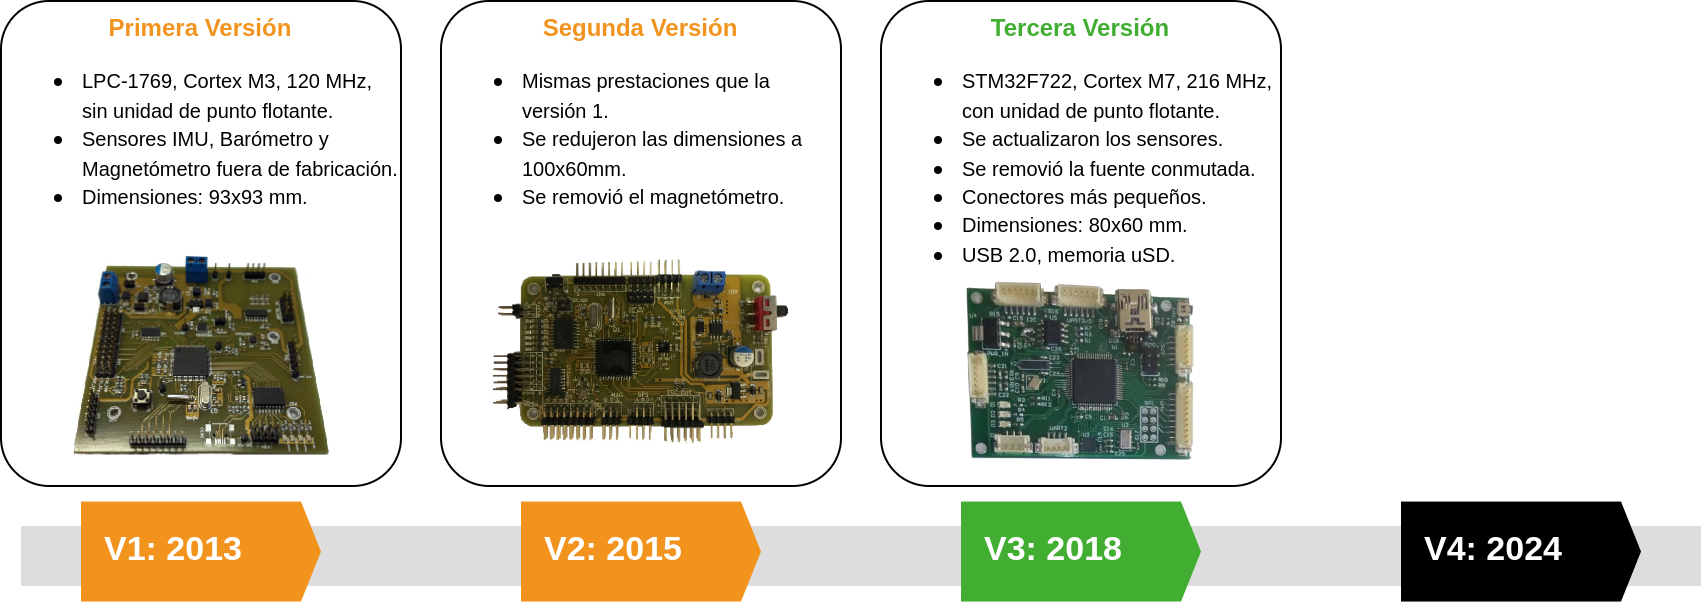 Primera Versión
LPC-1769, Cortex M3, 120 MHz,
sin unidad de punto flotante.
Sensores IMU, Barómetro y
Magnetómetro fuera de fabricación.
Dimensiones: 93x93 mm.
Segunda Versión
Mismas prestaciones que la
versión 1.
Se redujeron las dimensiones a
100x60mm.
Se removió el magnetómetro.
Tercera Versión
STM32F722, Cortex M7, 216 MHz,
con unidad de punto flotante.
Se actualizaron los sensores.
Se removió la fuente conmutada.
Conectores más pequeños.
Dimensiones: 80x60 mm.
USB 2.0, memoria uSD.
V1: 2013
V2: 2015
V3: 2018
V4: 2024